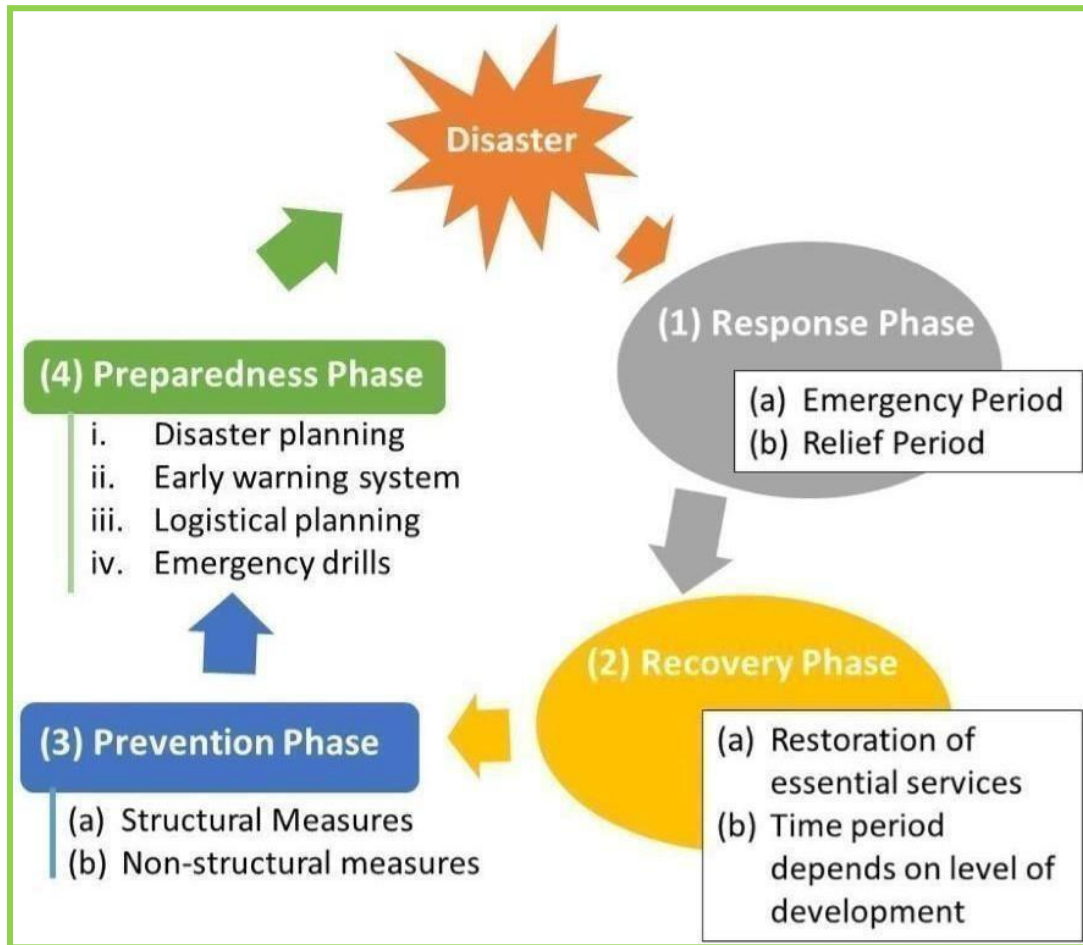 Disaster
(1) Response Phase
(a) Emergency Period
(b) Relief Period
(2) Recovery Phase
(a) Restoration of
essential services
(b) Time period
depends on level of
development
(3) Prevention Phase
(a) Structural Measures
(b) Non-structural measures
(4) Preparedness Phase
i. Disaster planning
ii. Early warning system
iii. Logistical planning
iv. Emergency drills